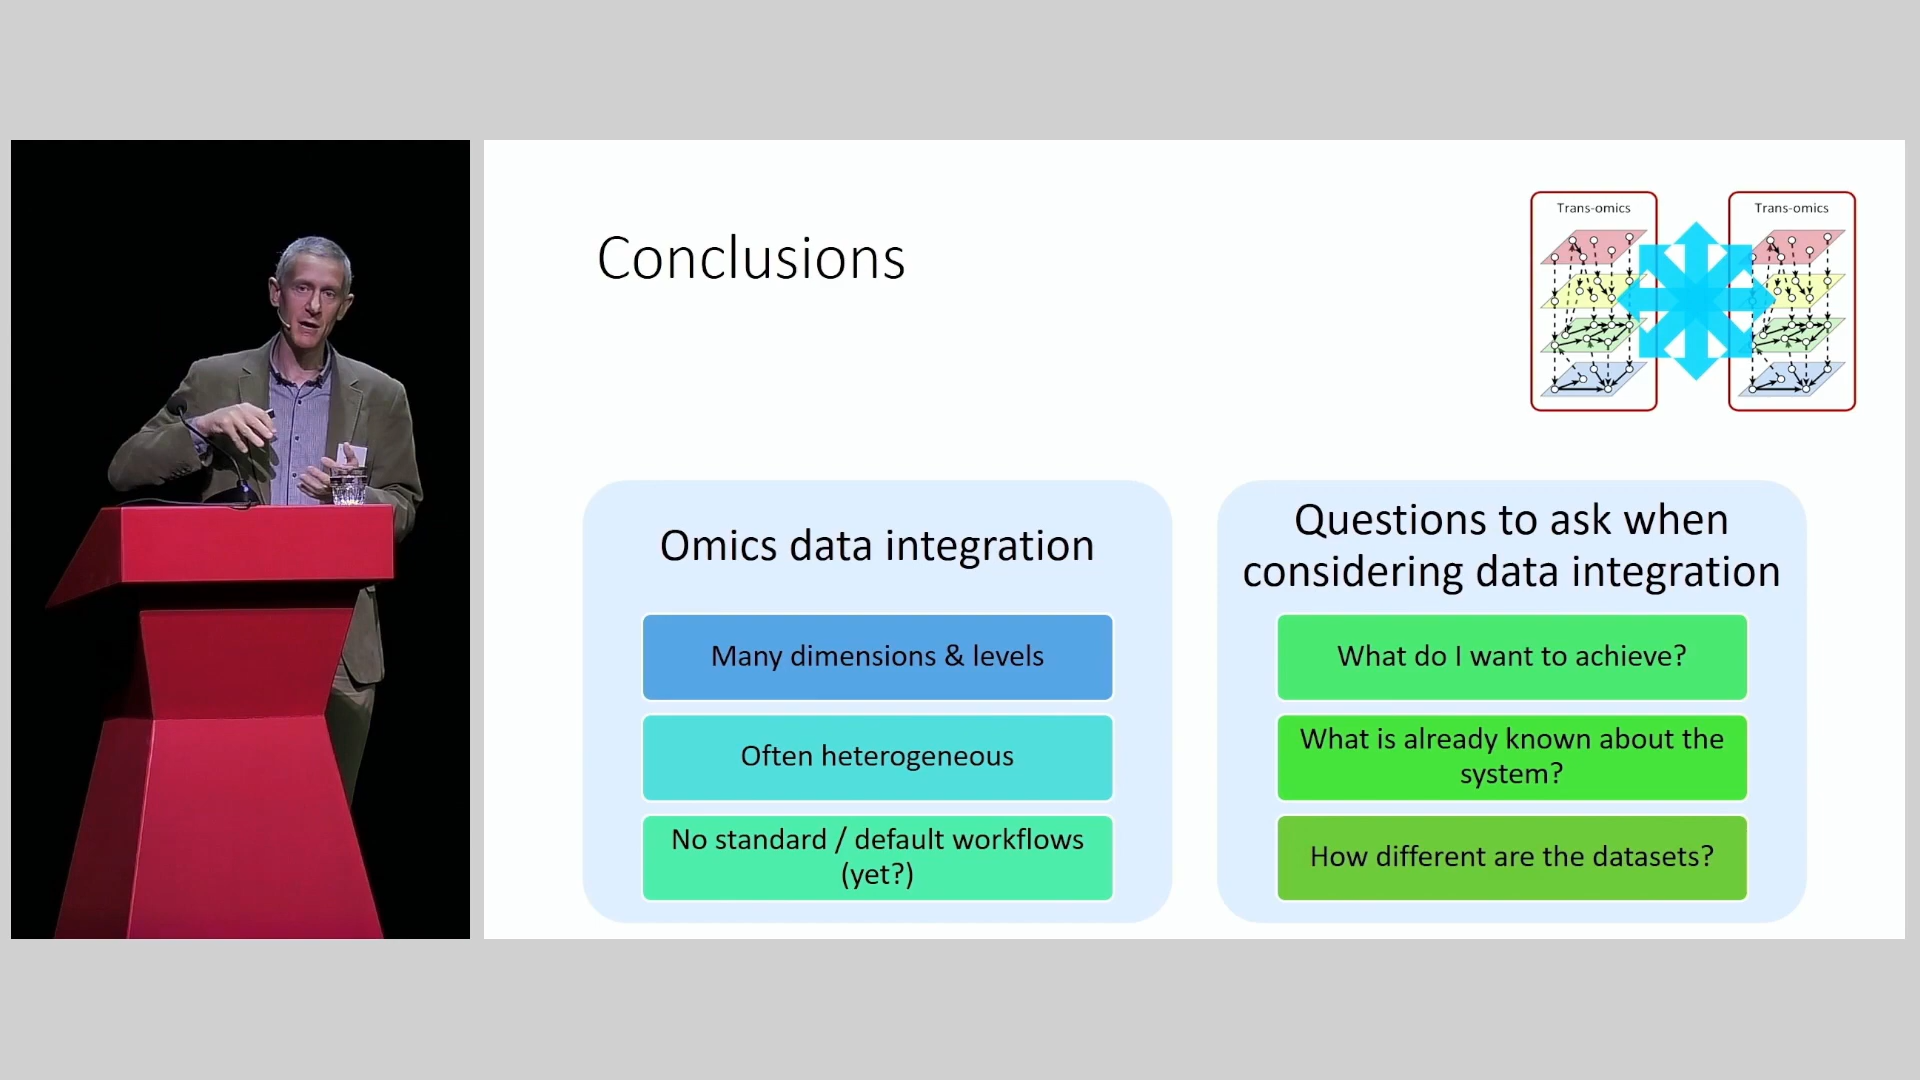 Conclusions
Trans-omics
Trans-omics
Omics data integration
Many dimensions & levels
Often heterogeneous
No standard / default workflows
(yet?)
Questions to ask when
considering data integration
What do I want to achieve?
What is already known about the
system?
How different are the datasets?